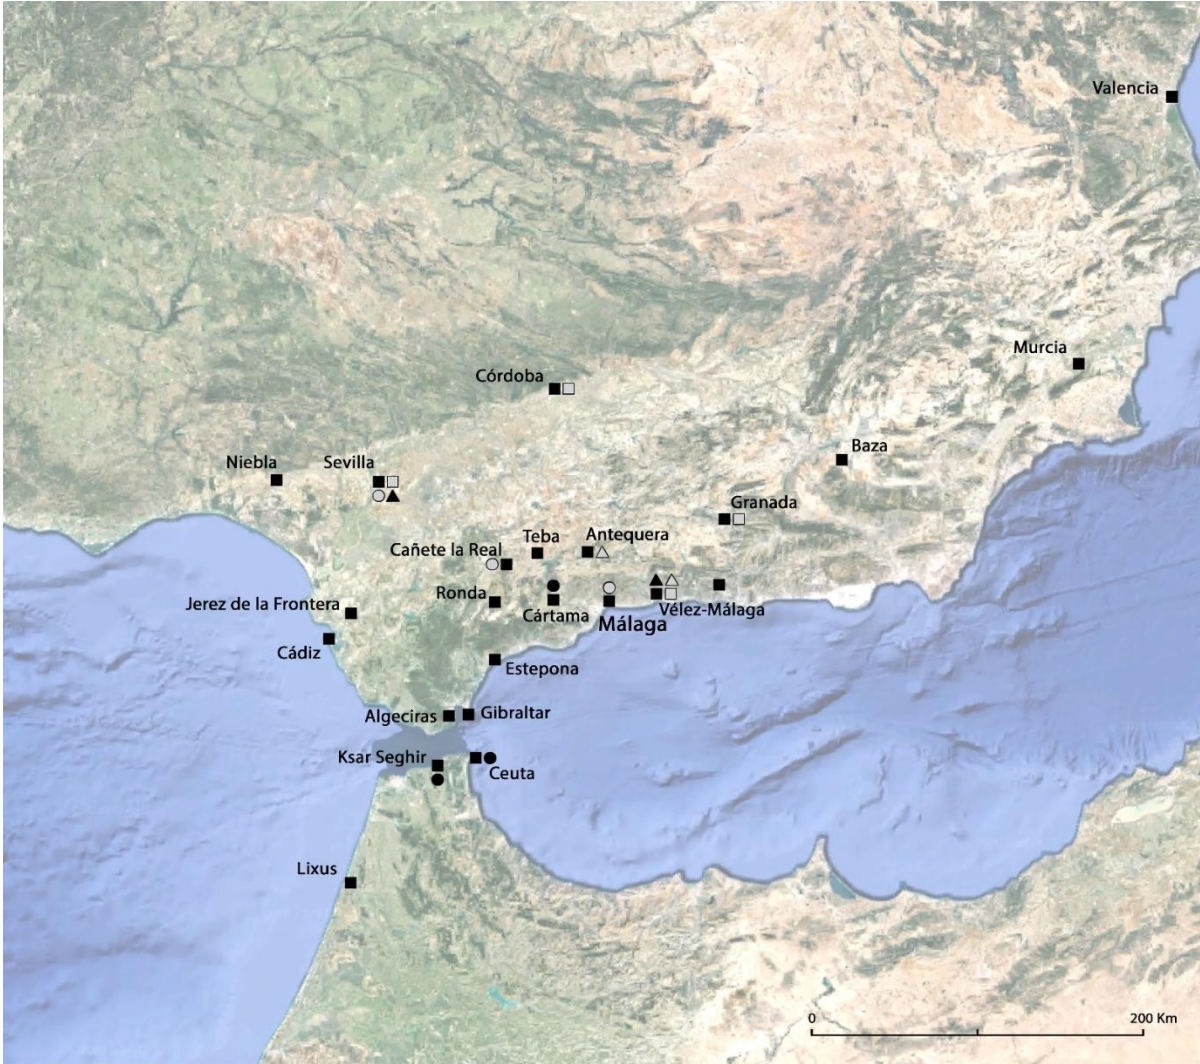 Valencia
Murcia
Córdoba
Baza
Niebla
Sevilla
Granada
Teba
Antequera
Cañete la Real
Ronda
Jerez de la Frontera
Cártama
Vélez-Málaga
Málaga
Cádiz
Estepona
Algeciras
Gibraltar
Ksar Seghir
Ceuta
Lixus
0
200 Km